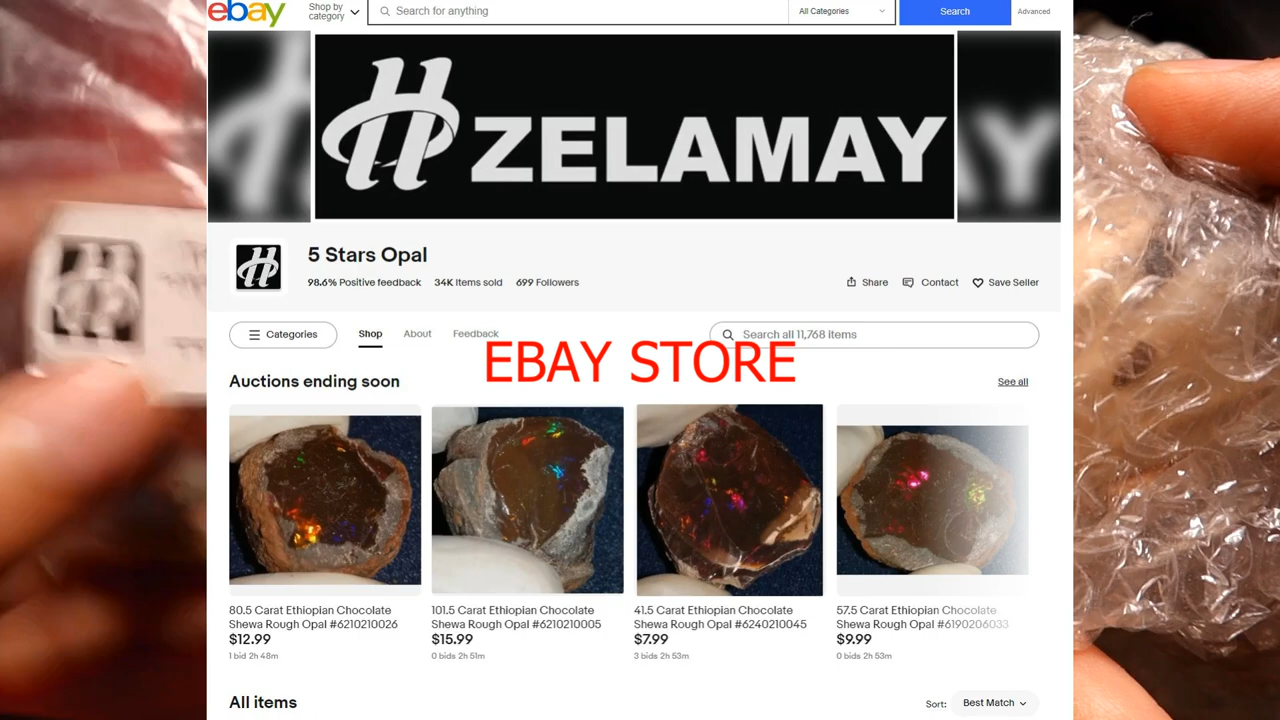 ebay
Shop by category
Search for anything
All Categories
Search
Advanced
ZELAMAY
AY
5 Stars Opal
98.6% Positive feedback 34K Items sold 699 Followers
Share Contact Save Seller
Categories Shop About Feedback
Search all 11,768 items
EBAY STORE
Auctions ending soon
See all
80.5 Carat Ethiopian Chocolate
Shewa Rough Opal #6210210026
$12.99
1 bid 2h 48m
101.5 Carat Ethiopian Chocolate
Shewa Rough Opal #6210210005
$15.99
0 bids 2h 51m
41.5 Carat Ethiopian Chocolate
Shewa Rough Opal #6240210045
$7.99
3 bids 2h 53m
57.5 Carat Ethiopian Chocolate
Shewa Rough Opal #6190206033
$9.99
0 bids 2h 53m
All items
Sort: Best Match